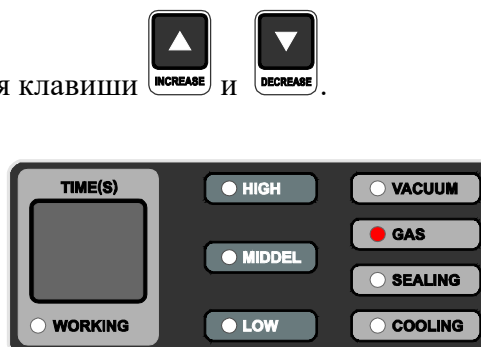 я клавиши INCREASE и DECREASE.
TIME(S) HIGH VACUUM
GAS
MIDDEL
SEALING
WORKING LOW COOLING